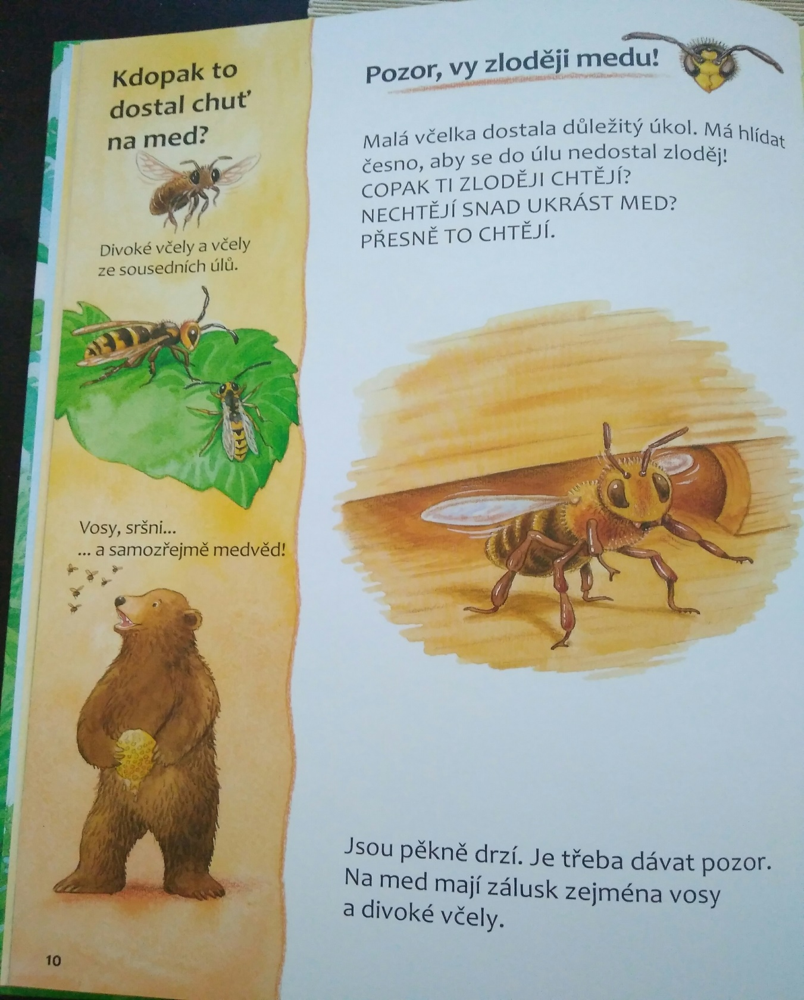 Kdopak to
dostal chuť
na med?
Divoké včely a včely
ze sousedních úlů.
Vosy, sršni...
... a samozřejmě medvěd!
10
Pozor, vy zloději medu!
Malá včelka dostala důležitý úkol. Má hlídat
česno, aby se do úlu nedostal zloděj!
COPAK TI ZLODĚJI CHTĚJÍ?
NECHTĚJÍ SNAD UKRÁST MED?
PŘESNĚ TO CHTĚJÍ.
Jsou pěkně drzí. Je třeba dávat pozor.
Na med mají zálusk zejména vosy
a divoké včely.